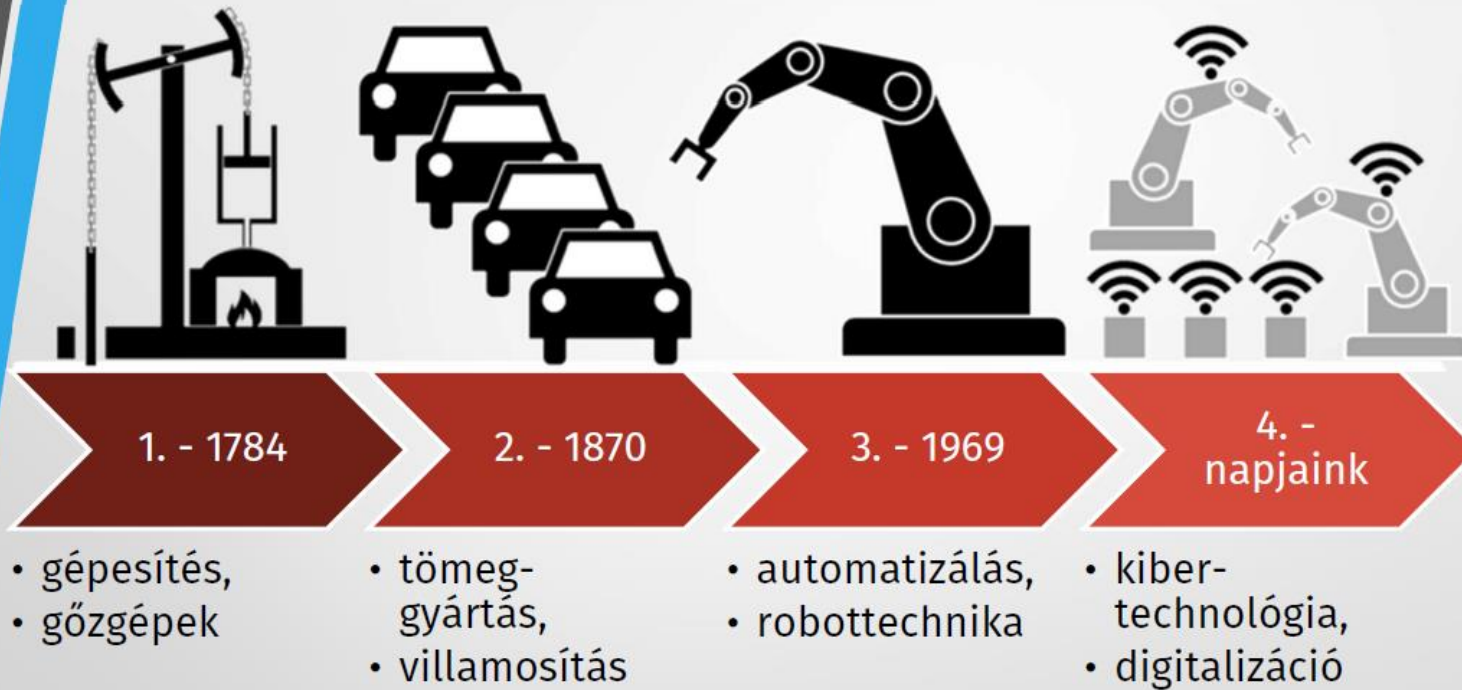 1. - 1784
2. - 1870
3. - 1969
4. -
napjaink
• gépesítés,
• gőzgépek
• tömeg-
gyártás,
• villamosítás
• automatizálás,
• robottechnika
• kiber-
technológia,
• digitalizáció